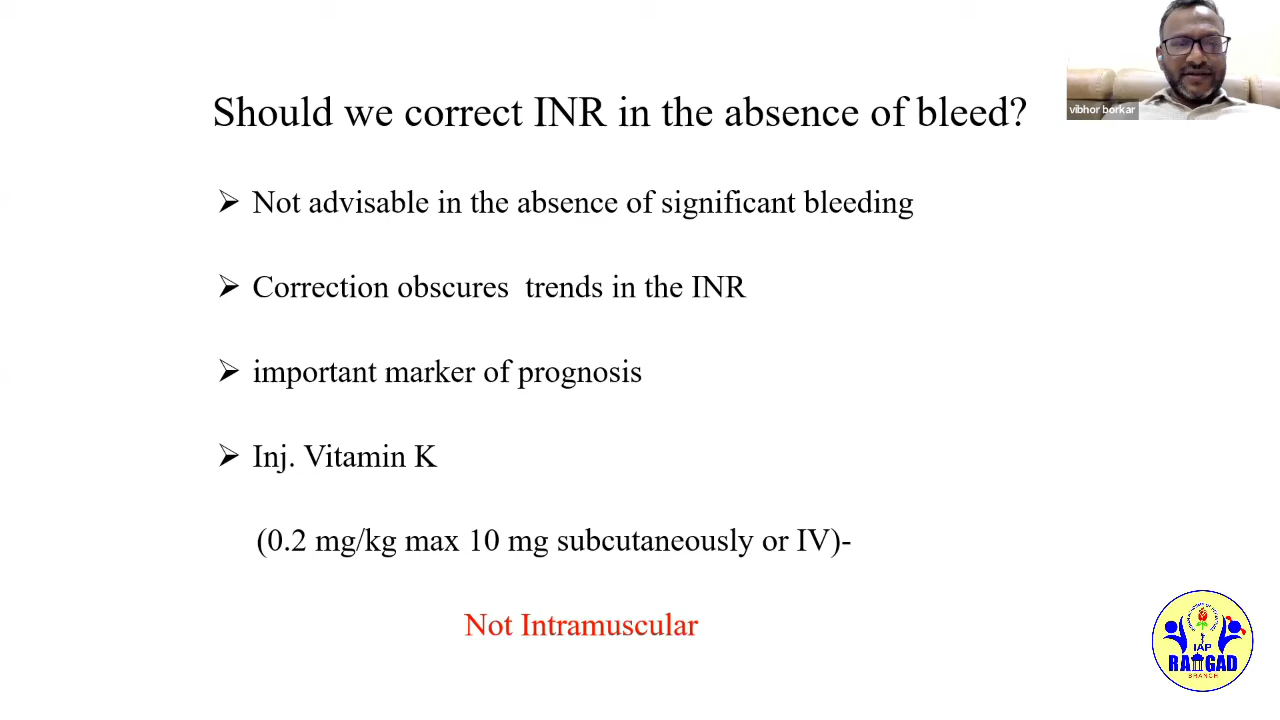 vibhor borkar
Should we correct INR in the absence of bleed?
➢ Not advisable in the absence of significant bleeding
➢ Correction obscures trends in the INR
➢ important marker of prognosis
➢ Inj. Vitamin K
(0.2 mg/kg max 10 mg subcutaneously or IV)-
Not Intramuscular
IAP
RAIGAD
BRANCH